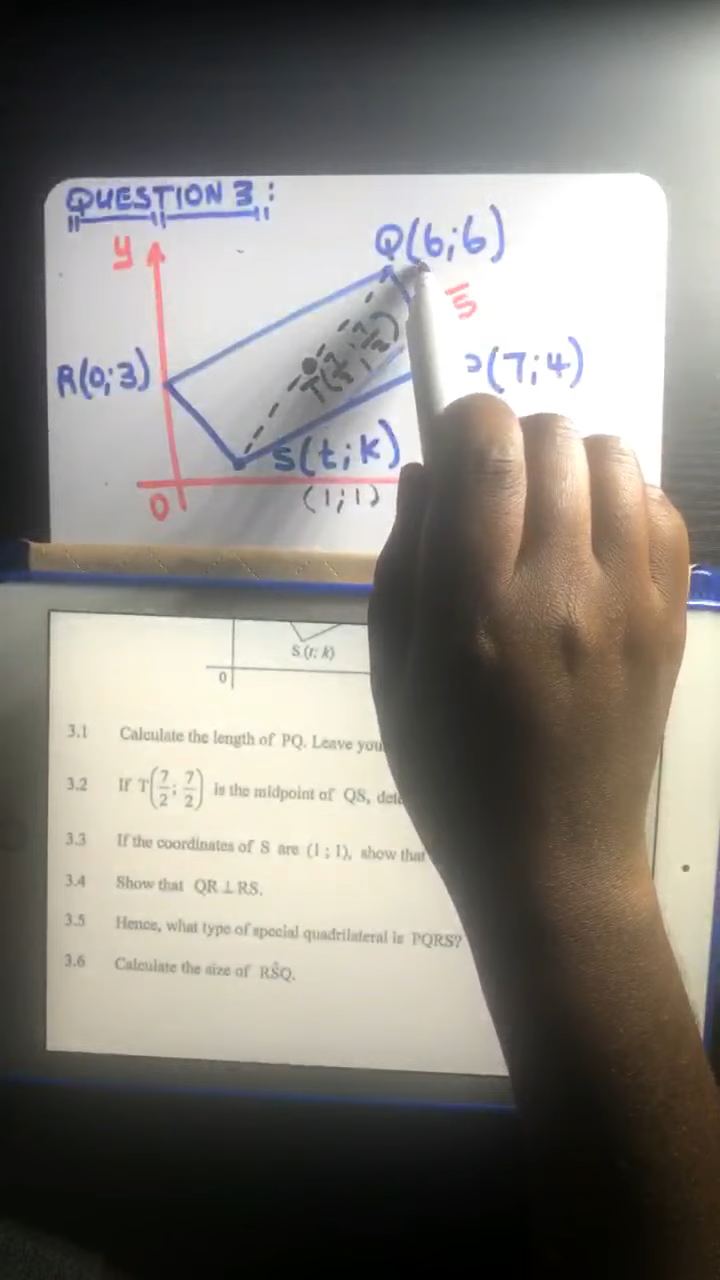 QUESTION 3:
y
Q(6;6)
√5
R(0;3)
T(7/2;7/2)
(7;4)
S(t;k)
(1;1)
0
S (t; k)
0
3.1 Calculate the length of PQ. Leave you
3.2 If T(7/2; 7/2) is the midpoint of QS,
3.3 If the coordinates of S are (1 ; 1), show that
3.4 Show that QR ⊥ RS.
3.5 Hence, what type of special quadrilateral is PQRS?
3.6 Calculate the size of RŜQ.